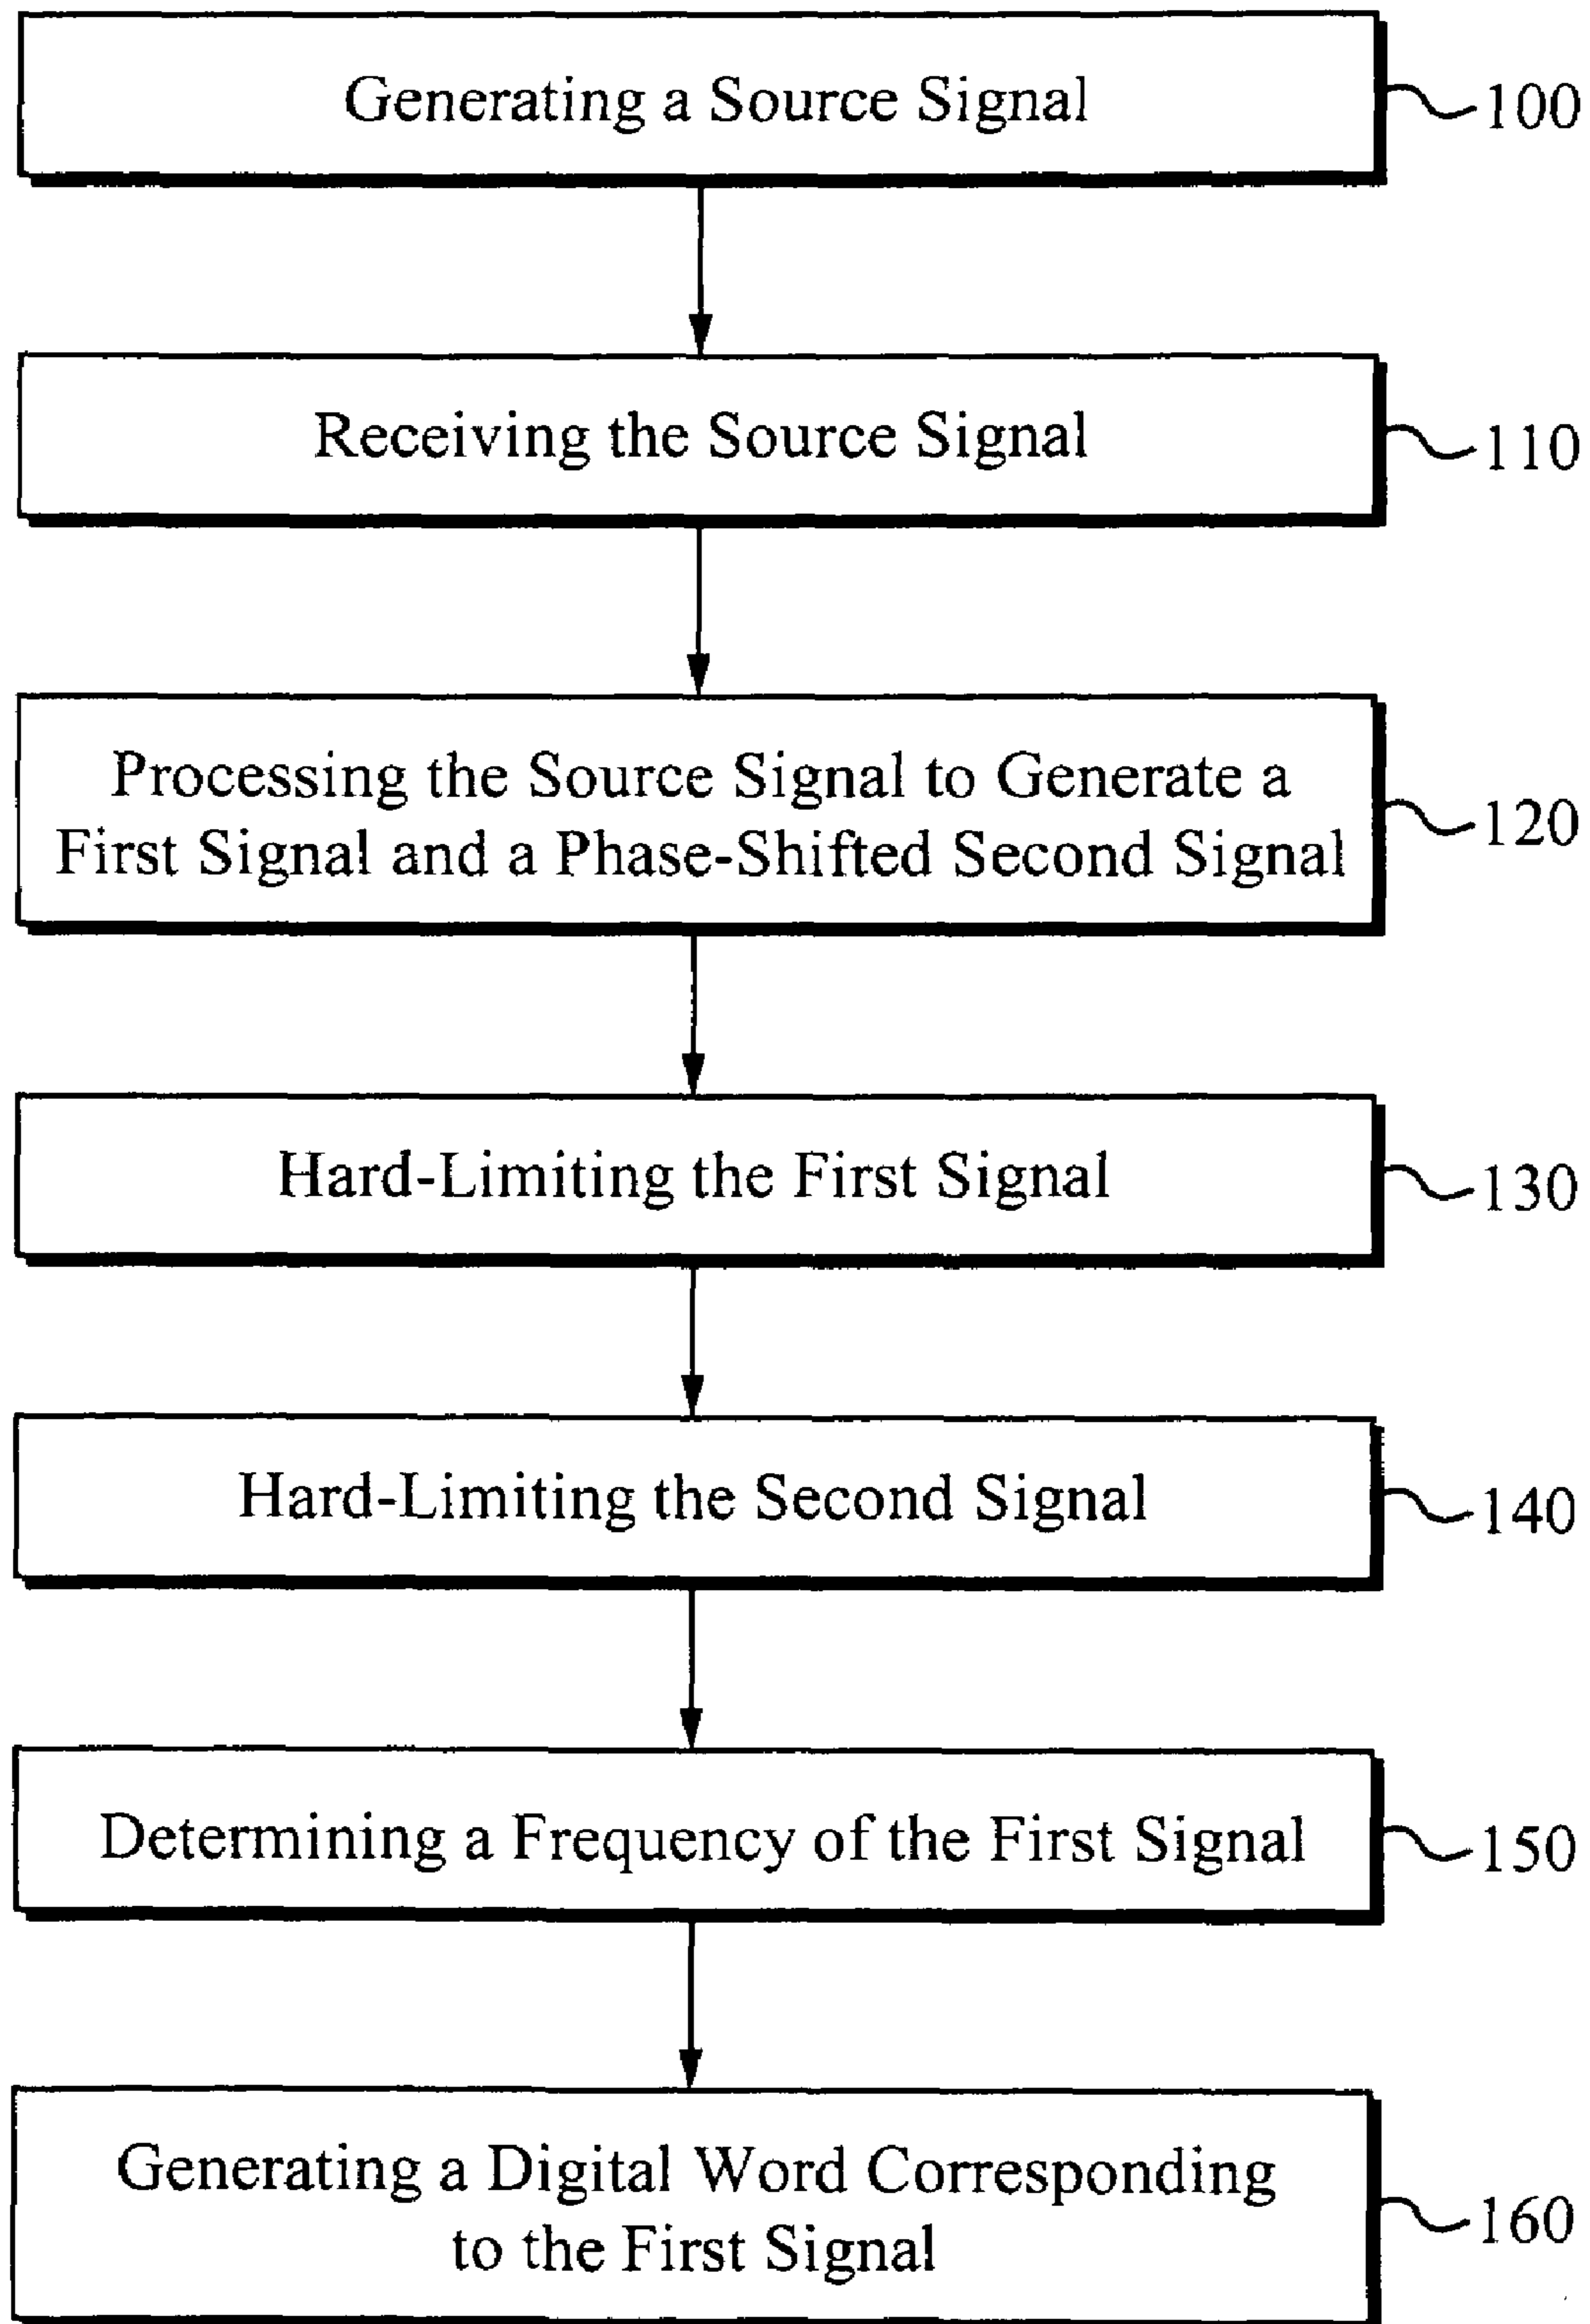 Generating a Source Signal
100
Receiving the Source Signal
110
Processing the Source Signal to Generate a
First Signal and a Phase-Shifted Second Signal
120
Hard-Limiting the First Signal
130
Hard-Limiting the Second Signal
140
Determining a Frequency of the First Signal
150
Generating a Digital Word Corresponding
to the First Signal
160